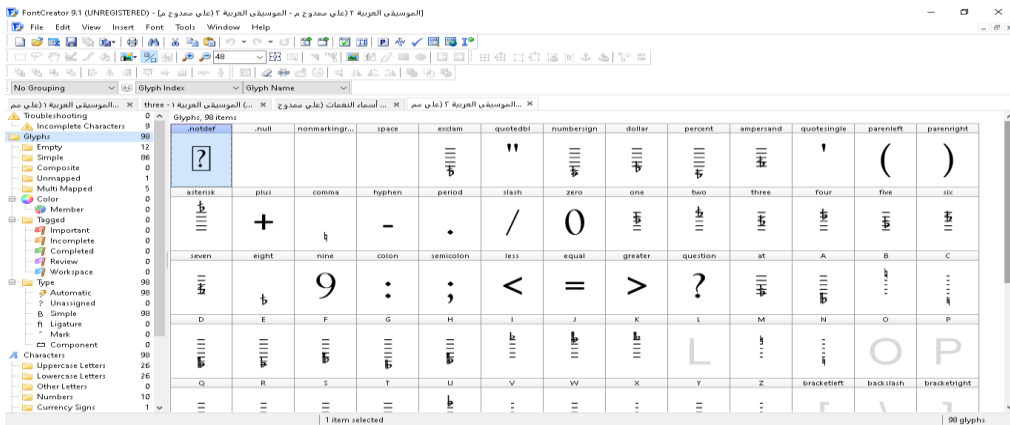 FontCreator 9.1 (UNREGISTERED) - [الموسيقى العربية ٢ (علي ممدوح م - الموسيقى العربية ٢ (علي ممدوح م]
File Edit View Insert Font Tools Window Help
48
No Grouping Glyph Index Glyph Name
الموسيقى العربية ١ (علي مم... three - الموسيقى العربية ١ (... أسماء النغمات (علي ممدوح ... الموسيقى العربية ٢ (علي مم...
Troubleshooting 0
Incomplete Characters 9
Glyphs 98
Empty 12
Simple 86
Composite 0
Unmapped 1
Multi Mapped 5
Color 0
Member 0
Tagged 0
Important 0
Incomplete 0
Completed 0
Review 0
Workspace 0
Type 98
Automatic 98
? Unassigned 0
B Simple 98
fi Ligature 0
Mark 0
Component 0
Characters 98
Uppercase Letters 26
Lowercase Letters 26
Other Letters 0
Numbers 10
Currency Signs 1
Glyphs, 98 items
.notdef .null nonmarkingr... space exclam quotedbl numbersign dollar percent ampersand quotesingle parenleft parenright
? " ' ( )
asterisk plus comma hyphen period slash zero one two three four five six
+ - . / 0
seven eight nine colon semicolon less equal greater question at A B C
9 : ; < = > ?
D E F G H I J K L M N O P
L O P
Q R S T U V W X Y Z bracketleft backslash bracketright
[ \ ]
1 item selected 98 glyphs